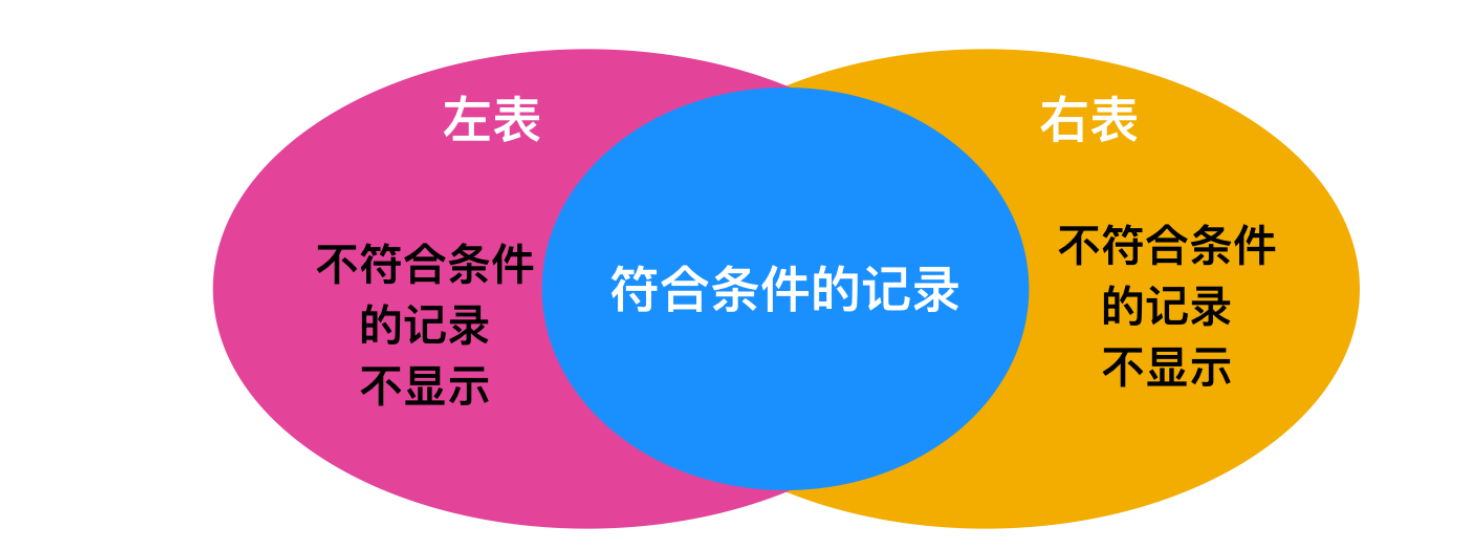 左表
右表
不符合条件
的记录
不显示
符合条件的记录
不符合条件
的记录
不显示